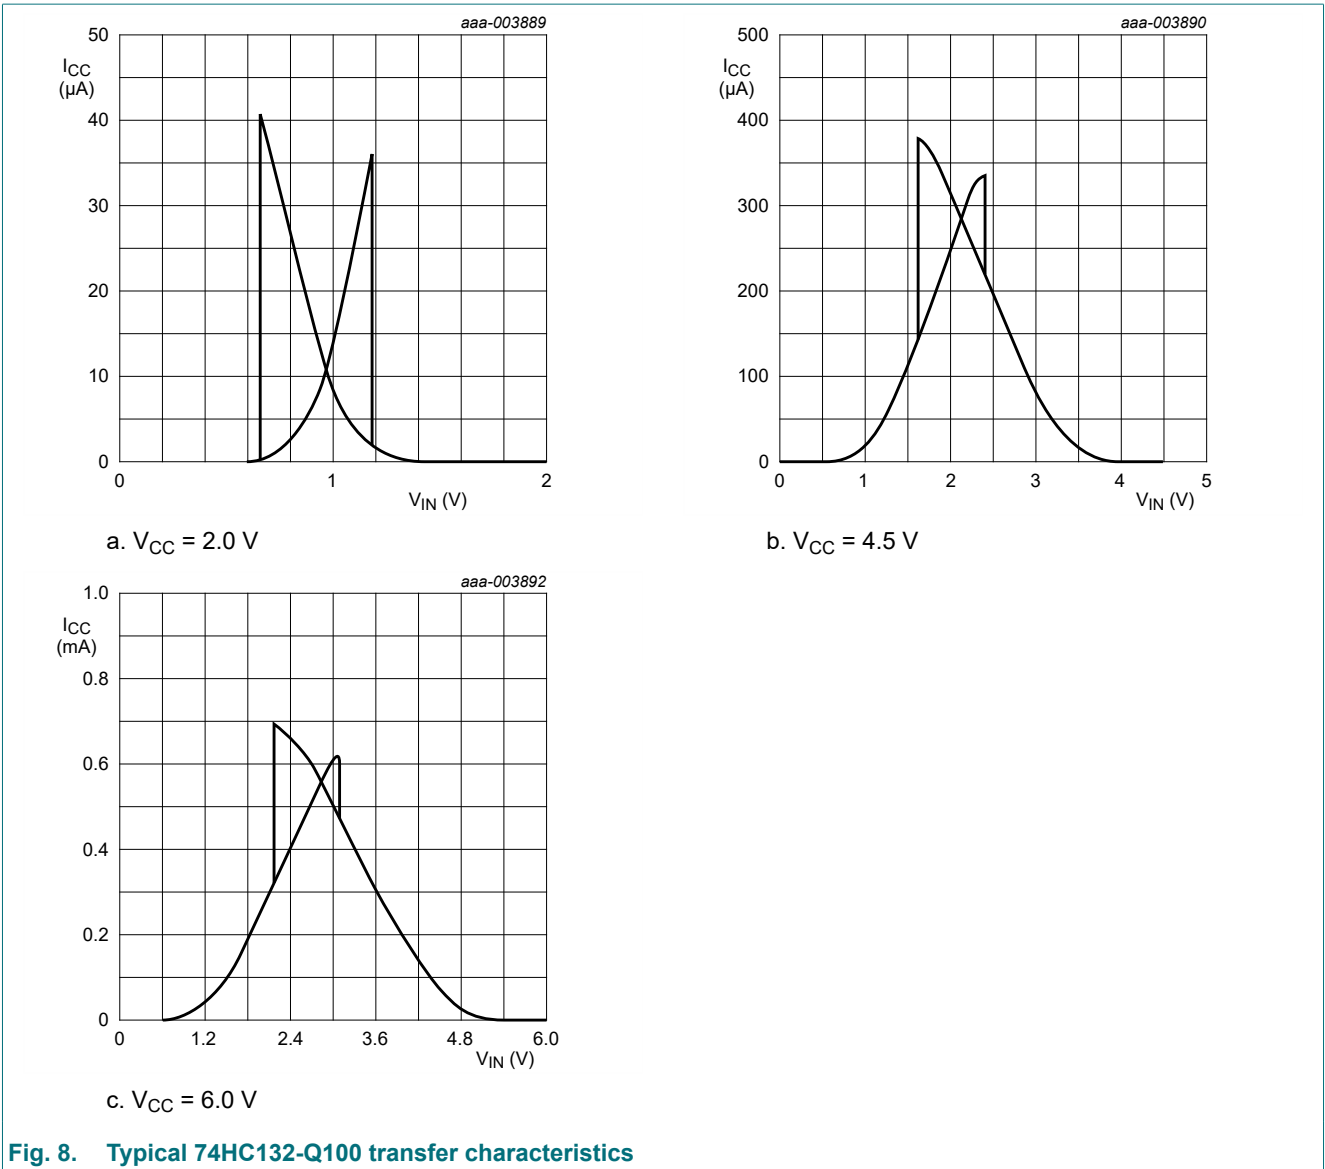 aaa-003889
50
I_CC
(µA)
40
30
20
10
0
0
1
2
V_IN (V)
a. V_CC = 2.0 V
aaa-003890
500
I_CC
(µA)
400
300
200
100
0
0
1
2
3
4
5
V_IN (V)
b. V_CC = 4.5 V
aaa-003892
1.0
I_CC
(mA)
0.8
0.6
0.4
0.2
0
0
1.2
2.4
3.6
4.8
6.0
V_IN (V)
c. V_CC = 6.0 V
Fig. 8. Typical 74HC132-Q100 transfer characteristics